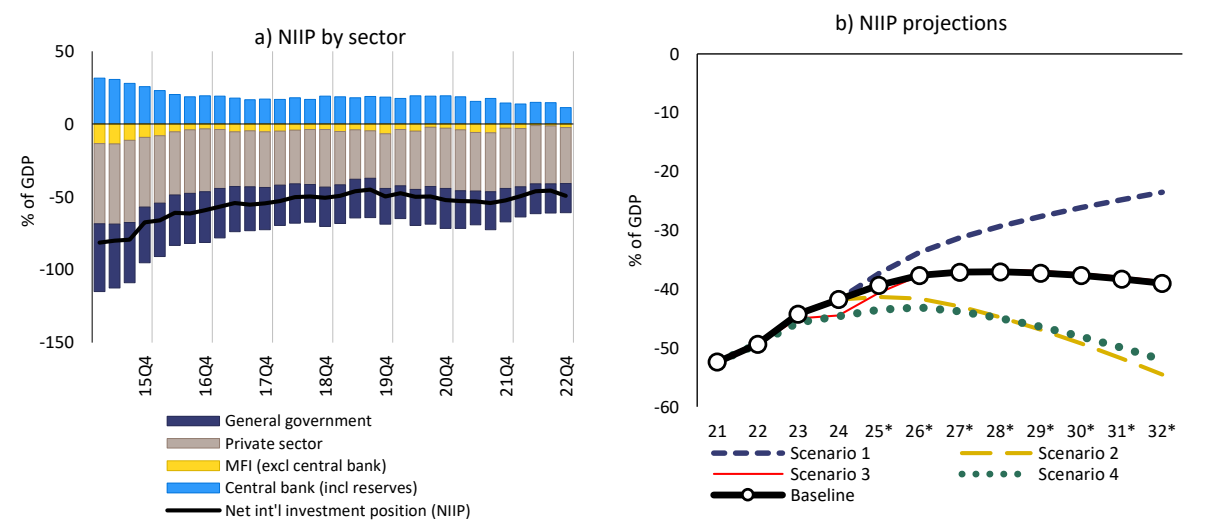 a) NIIP by sector
50
0
-50
-100
-150
% of GDP
15Q4
16Q4
17Q4
18Q4
19Q4
20Q4
21Q4
22Q4
General government
Private sector
MFI (excl central bank)
Central bank (incl reserves)
Net int'l investment position (NIIP)
b) NIIP projections
0
-10
-20
-30
-40
-50
-60
% of GDP
21 22 23 24 25* 26* 27* 28* 29* 30* 31* 32*
Scenario 1 Scenario 2
Scenario 3 Scenario 4
Baseline